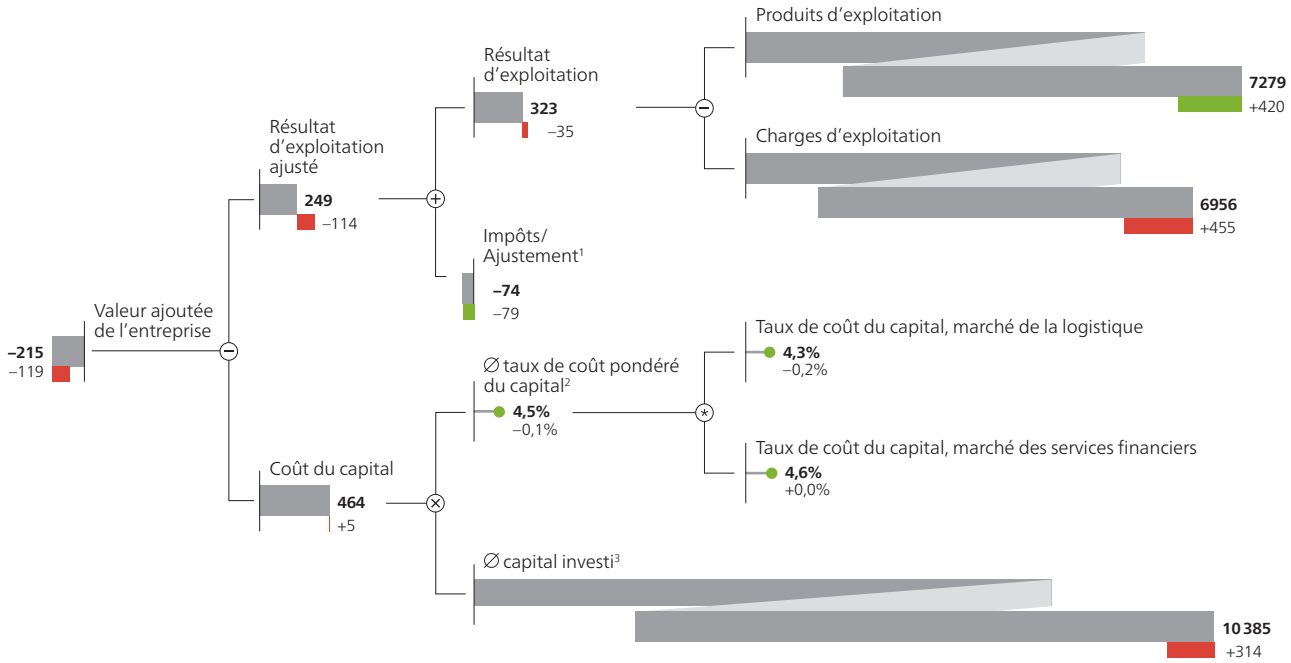 Produits d’exploitation
7279
+420
Résultat
d’exploitation
323
–35
–
Charges d’exploitation
6956
+455
Résultat
d’exploitation
ajusté
249
–114
+
Impôts/
Ajustement¹
–74
–79
Valeur ajoutée
de l’entreprise
–215
–119
–
Ø taux de coût pondéré
du capital²
4,5%
–0,1%
*
Taux de coût du capital, marché de la logistique
4,3%
–0,2%
Taux de coût du capital, marché des services financiers
4,6%
+0,0%
Coût du capital
464
+5
×
Ø capital investi³
10 385
+314